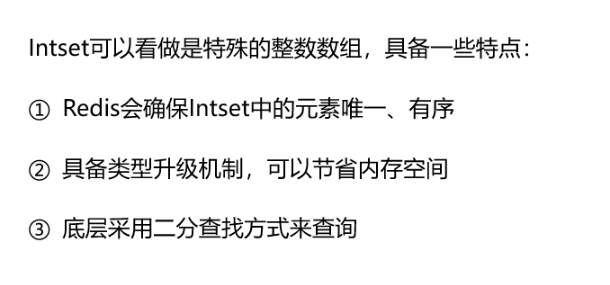 Intset可以看做是特殊的整数数组，具备一些特点：
① Redis会确保Intset中的元素唯一、有序
② 具备类型升级机制，可以节省内存空间
③ 底层采用二分查找方式来查询